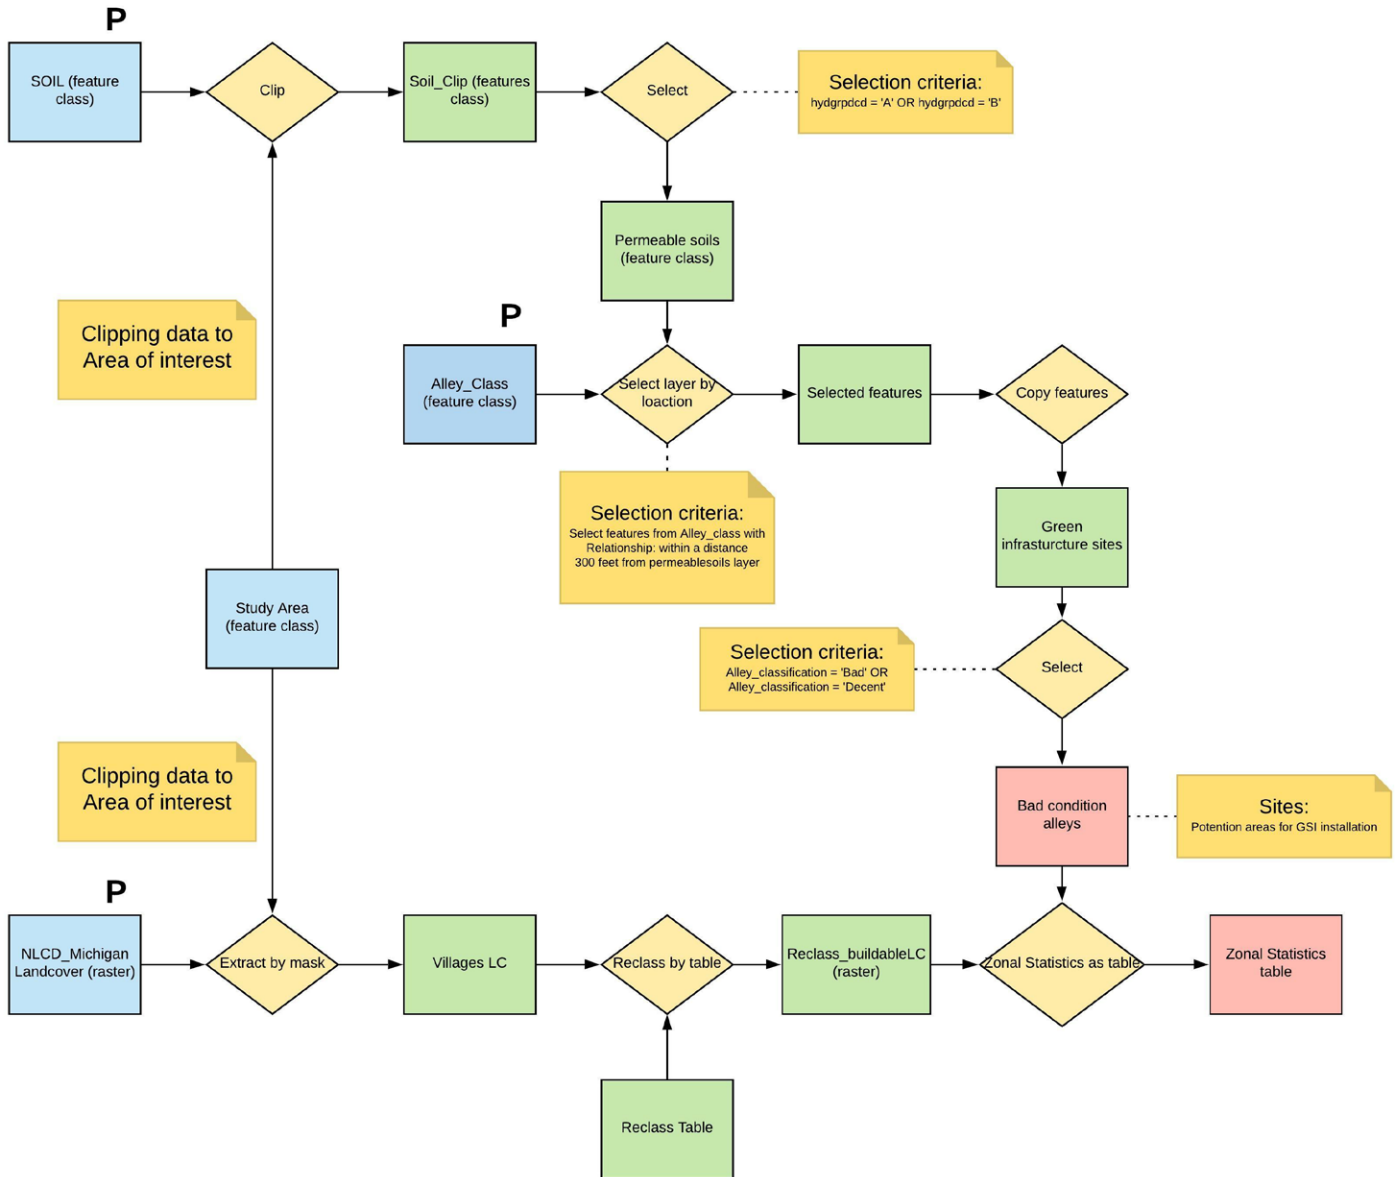 P
SOIL (feature
class)
Clip
Soil_Clip (features
class)
Select
Selection criteria:
hydgrpdcd = 'A' OR hydgrpdcd = 'B'
Permeable soils
(feature class)
Clipping data to
Area of interest
P
Alley_Class
(feature class)
Select layer by
loaction
Selected features
Copy features
Selection criteria:
Select features from Alley_class with
Relationship: within a distance
300 feet from permeablesoils layer
Green
infrasturcture sites
Study Area
(feature class)
Selection criteria:
Alley_classification = 'Bad' OR
Alley_classification = 'Decent'
Select
Clipping data to
Area of interest
Bad condition
alleys
Sites:
Potention areas for GSI installation
P
NLCD_Michigan
Landcover (raster)
Extract by mask
Villages LC
Reclass by table
Reclass_buildableLC
(raster)
Zonal Statistics as table
Zonal Statistics
table
Reclass Table